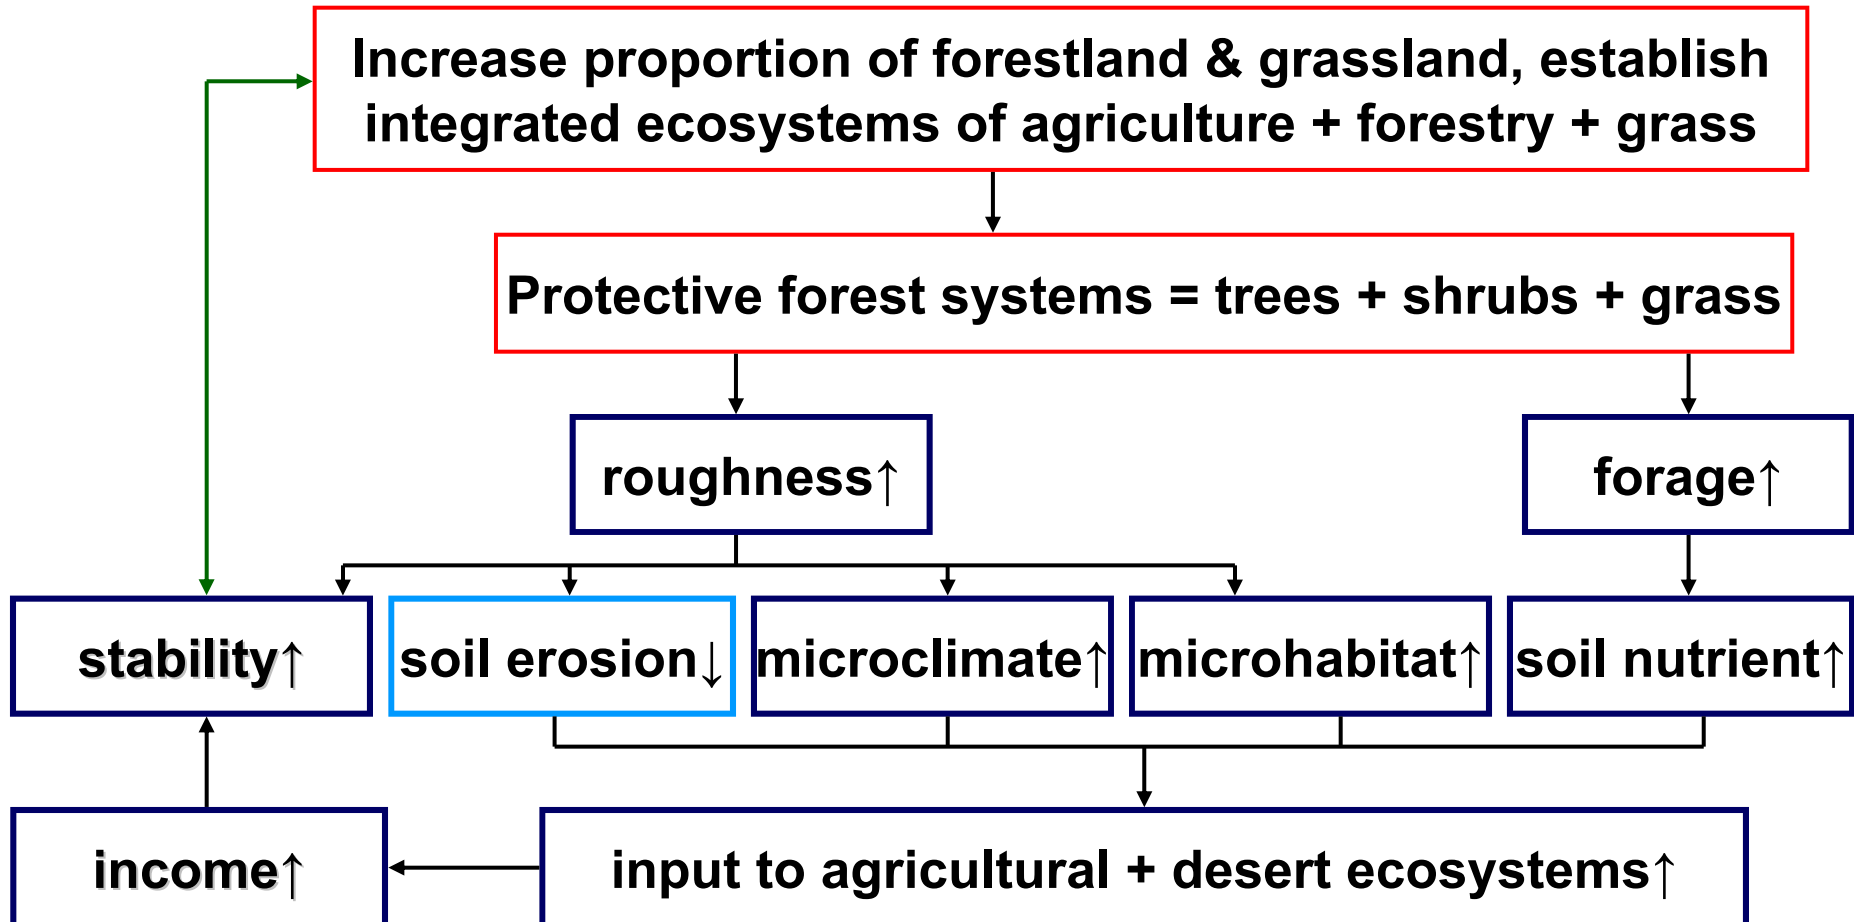 Increase proportion of forestland & grassland, establish
integrated ecosystems of agriculture + forestry + grass
Protective forest systems = trees + shrubs + grass
roughness↑
forage↑
stability↑
soil erosion↓
microclimate↑
microhabitat↑
soil nutrient↑
income↑
input to agricultural + desert ecosystems↑